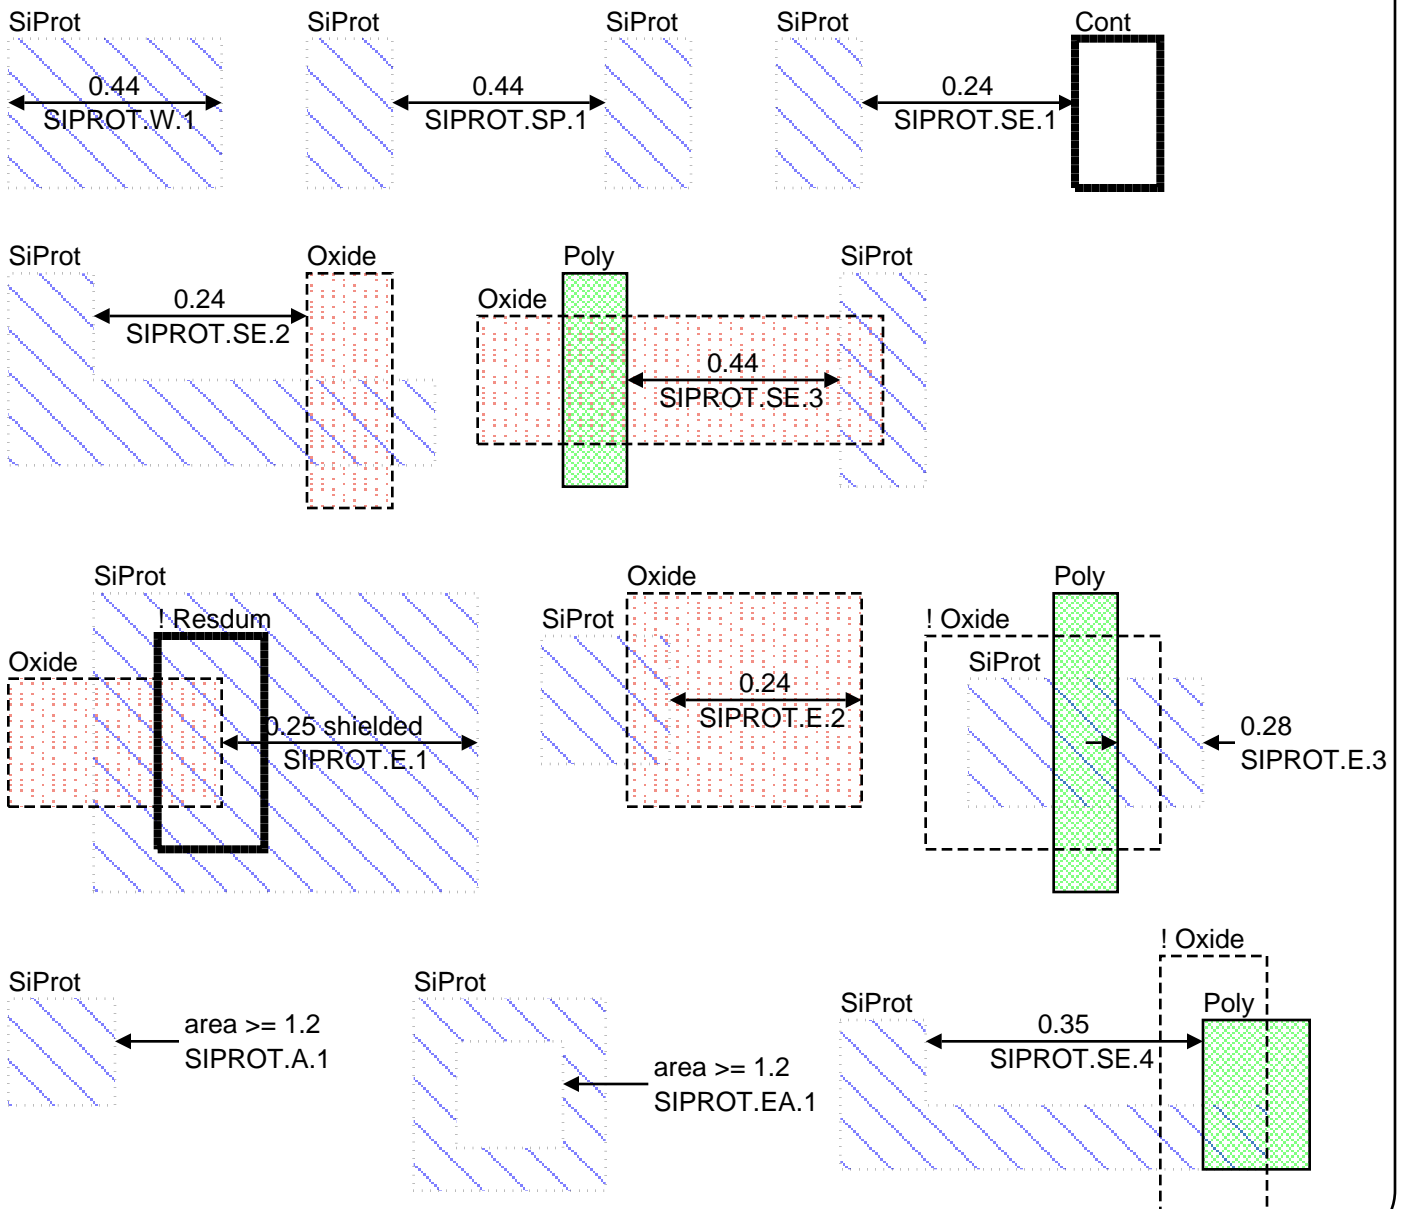 SiProt
SiProt
SiProt
SiProt
Cont
0.44
SIPROT.W.1
0.44
SIPROT.SP.1
0.24
SIPROT.SE.1
SiProt
Oxide
Poly
SiProt
Oxide
0.24
SIPROT.SE.2
0.44
SIPROT.SE.3
SiProt
! Resdum
Oxide
0.25 shielded
SIPROT.E.1
Oxide
SiProt
0.24
SIPROT.E.2
Poly
! Oxide
SiProt
0.28
SIPROT.E.3
SiProt
area >= 1.2
SIPROT.A.1
SiProt
area >= 1.2
SIPROT.EA.1
! Oxide
SiProt
Poly
0.35
SIPROT.SE.4